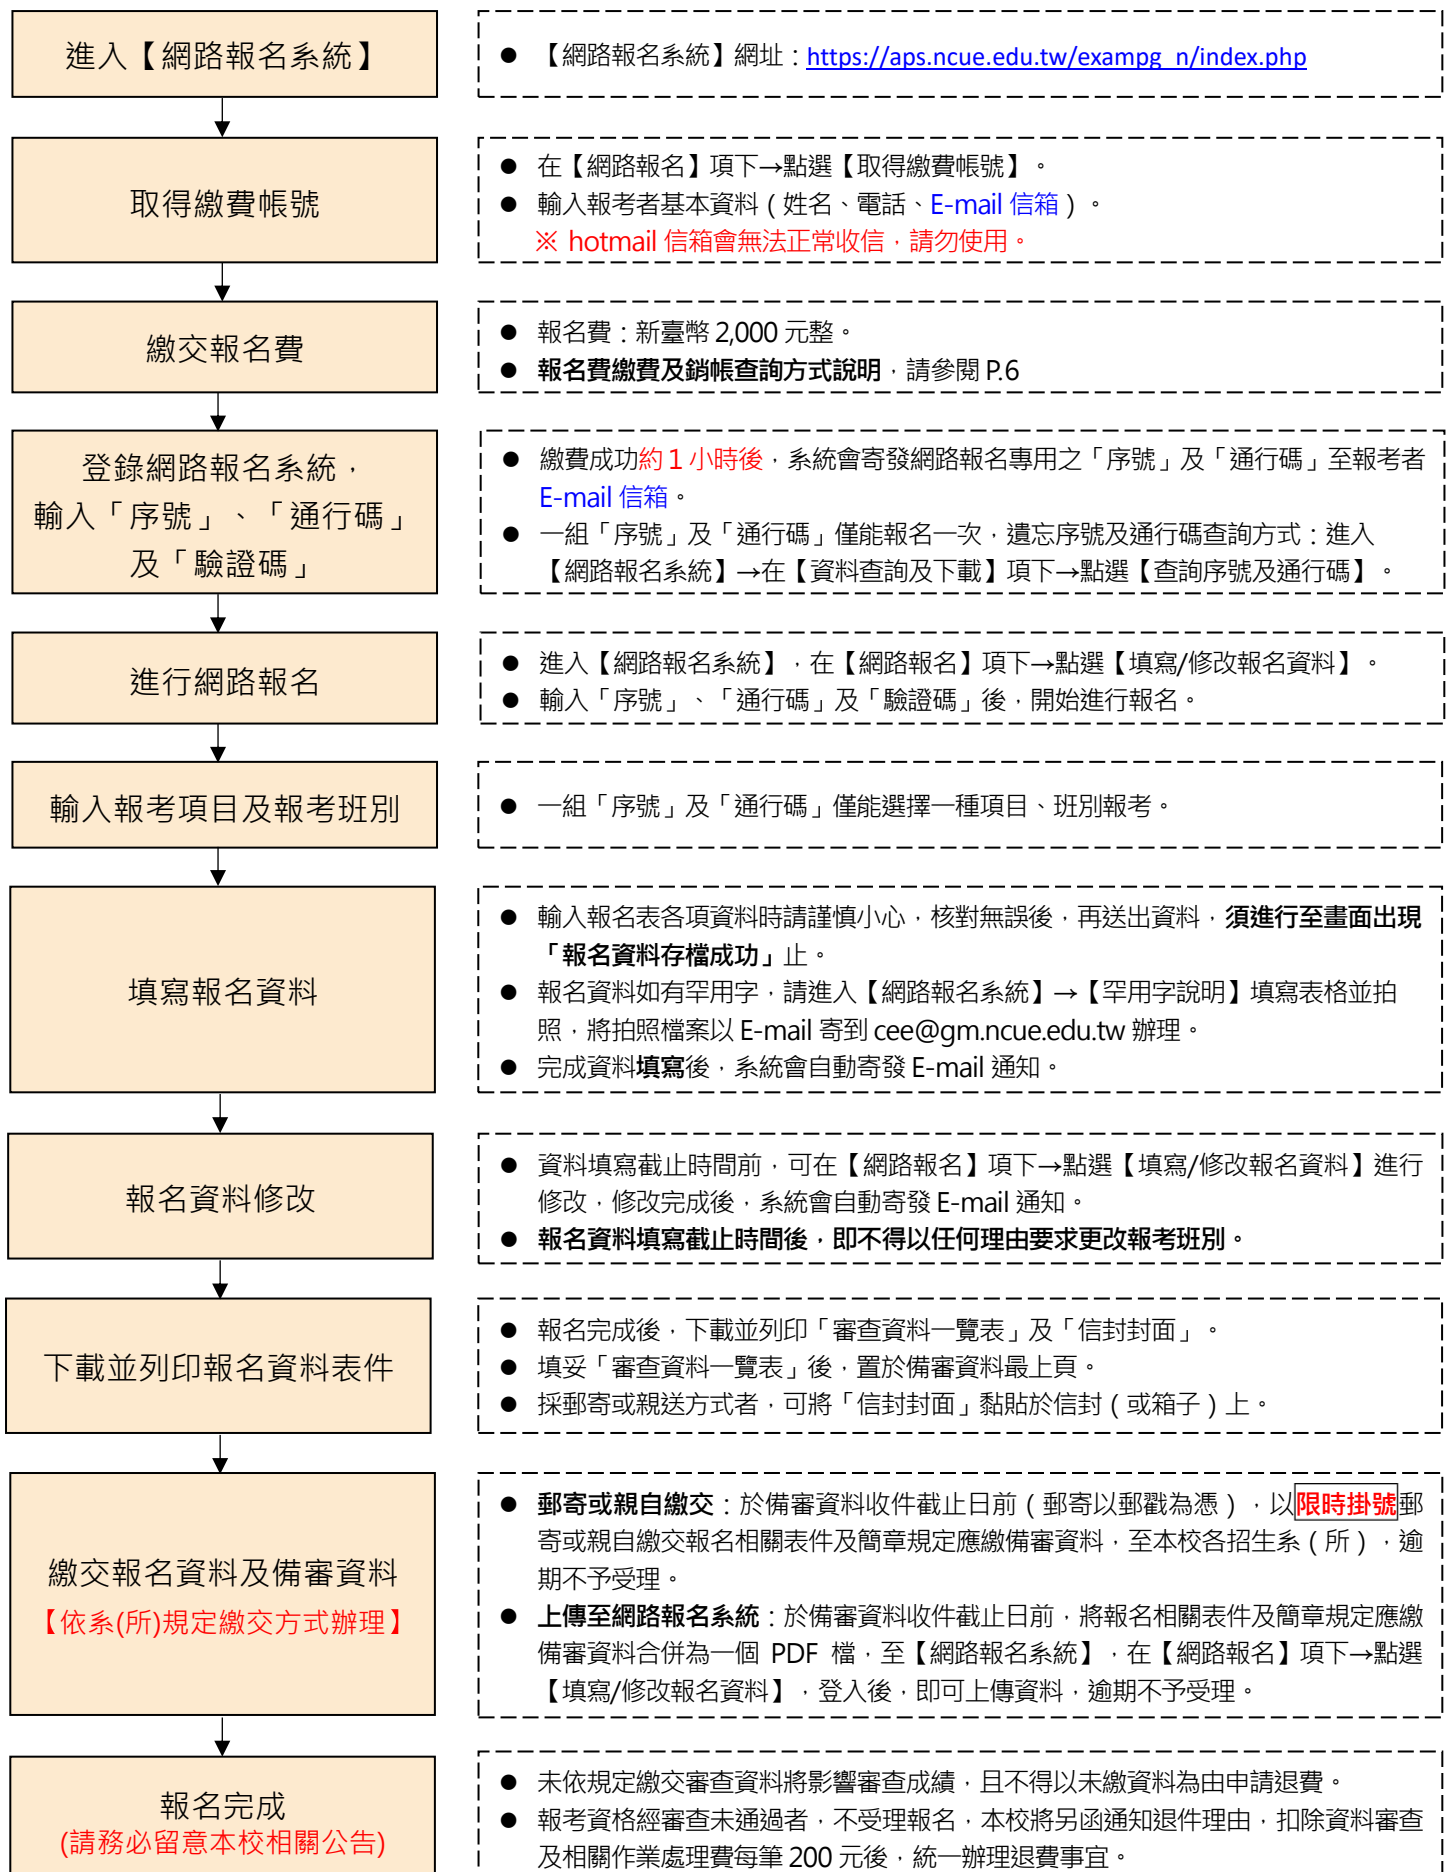 進入【網路報名系統】
● 【網路報名系統】網址：https://aps.ncue.edu.tw/exampg_n/index.php
取得繳費帳號
● 在【網路報名】項下→點選【取得繳費帳號】。
● 輸入報考者基本資料（姓名、電話、E-mail 信箱）。
※ hotmail 信箱會無法正常收信，請勿使用。
繳交報名費
● 報名費：新臺幣 2,000 元整。
● 報名費繳費及銷帳查詢方式說明，請參閱 P.6
登錄網路報名系統，
輸入「序號」、「通行碼」
及「驗證碼」
● 繳費成功約 1 小時後，系統會寄發網路報名專用之「序號」及「通行碼」至報考者
E-mail 信箱。
● 一組「序號」及「通行碼」僅能報名一次，遺忘序號及通行碼查詢方式：進入
【網路報名系統】→在【資料查詢及下載】項下→點選【查詢序號及通行碼】。
進行網路報名
● 進入【網路報名系統】，在【網路報名】項下→點選【填寫/修改報名資料】。
● 輸入「序號」、「通行碼」及「驗證碼」後，開始進行報名。
輸入報考項目及報考班別
● 一組「序號」及「通行碼」僅能選擇一種項目、班別報考。
填寫報名資料
● 輸入報名表各項資料時請謹慎小心，核對無誤後，再送出資料，須進行至畫面出現
「報名資料存檔成功」止。
● 報名資料如有罕用字，請進入【網路報名系統】→【罕用字說明】填寫表格並拍
照，將拍照檔案以 E-mail 寄到 cee@gm.ncue.edu.tw 辦理。
● 完成資料填寫後，系統會自動寄發 E-mail 通知。
報名資料修改
● 資料填寫截止時間前，可在【網路報名】項下→點選【填寫/修改報名資料】進行
修改，修改完成後，系統會自動寄發 E-mail 通知。
● 報名資料填寫截止時間後，即不得以任何理由要求更改報考班別。
下載並列印報名資料表件
● 報名完成後，下載並列印「審查資料一覽表」及「信封封面」。
● 填妥「審查資料一覽表」後，置於備審資料最上頁。
● 採郵寄或親送方式者，可將「信封封面」黏貼於信封（或箱子）上。
繳交報名資料及備審資料
【依系(所)規定繳交方式辦理】
● 郵寄或親自繳交：於備審資料收件截止日前（郵寄以郵戳為憑），以限時掛號郵
寄或親自繳交報名相關表件及簡章規定應繳備審資料，至本校各招生系（所），逾
期不予受理。
● 上傳至網路報名系統：於備審資料收件截止日前，將報名相關表件及簡章規定應繳
備審資料合併為一個 PDF 檔，至【網路報名系統】，在【網路報名】項下→點選
【填寫/修改報名資料】，登入後，即可上傳資料，逾期不予受理。
報名完成
(請務必留意本校相關公告)
● 未依規定繳交審查資料將影響審查成績，且不得以未繳資料為由申請退費。
● 報考資格經審查未通過者，不受理報名，本校將另函通知退件理由，扣除資料審查
及相關作業處理費每筆 200 元後，統一辦理退費事宜。